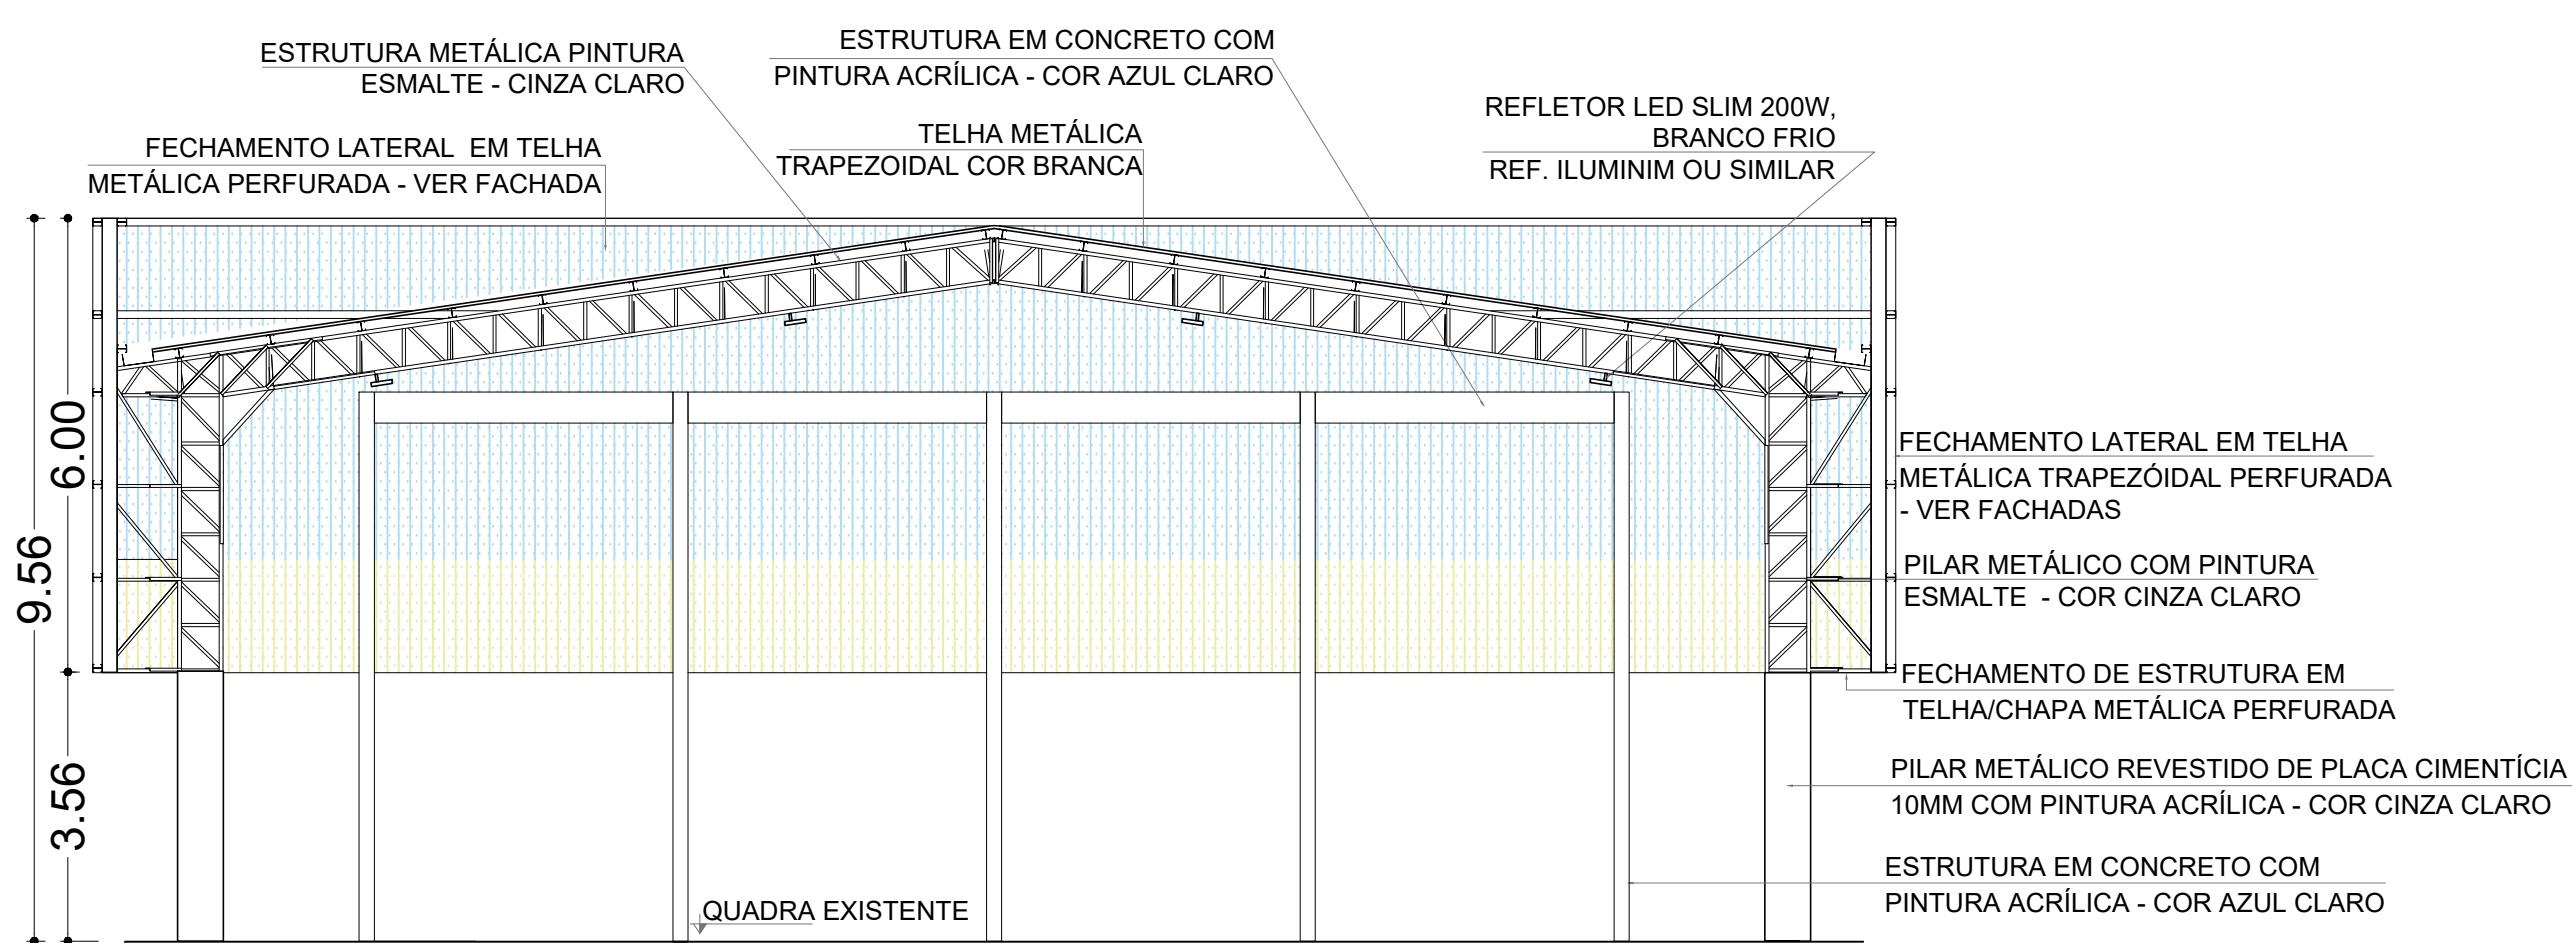 ESTRUTURA METÁLICA PINTURA
ESMALTE - CINZA CLARO
ESTRUTURA EM CONCRETO COM
PINTURA ACRÍLICA - COR AZUL CLARO
REFLETOR LED SLIM 200W,
BRANCO FRIO
REF. ILUMINIM OU SIMILAR
FECHAMENTO LATERAL EM TELHA
METÁLICA PERFURADA - VER FACHADA
TELHA METÁLICA
TRAPEZOIDAL COR BRANCA
9.56
6.00
3.56
FECHAMENTO LATERAL EM TELHA
METÁLICA TRAPEZÓIDAL PERFURADA
- VER FACHADAS
PILAR METÁLICO COM PINTURA
ESMALTE - COR CINZA CLARO
FECHAMENTO DE ESTRUTURA EM
TELHA/CHAPA METÁLICA PERFURADA
PILAR METÁLICO REVESTIDO DE PLACA CIMENTÍCIA
10MM COM PINTURA ACRÍLICA - COR CINZA CLARO
ESTRUTURA EM CONCRETO COM
PINTURA ACRÍLICA - COR AZUL CLARO
QUADRA EXISTENTE